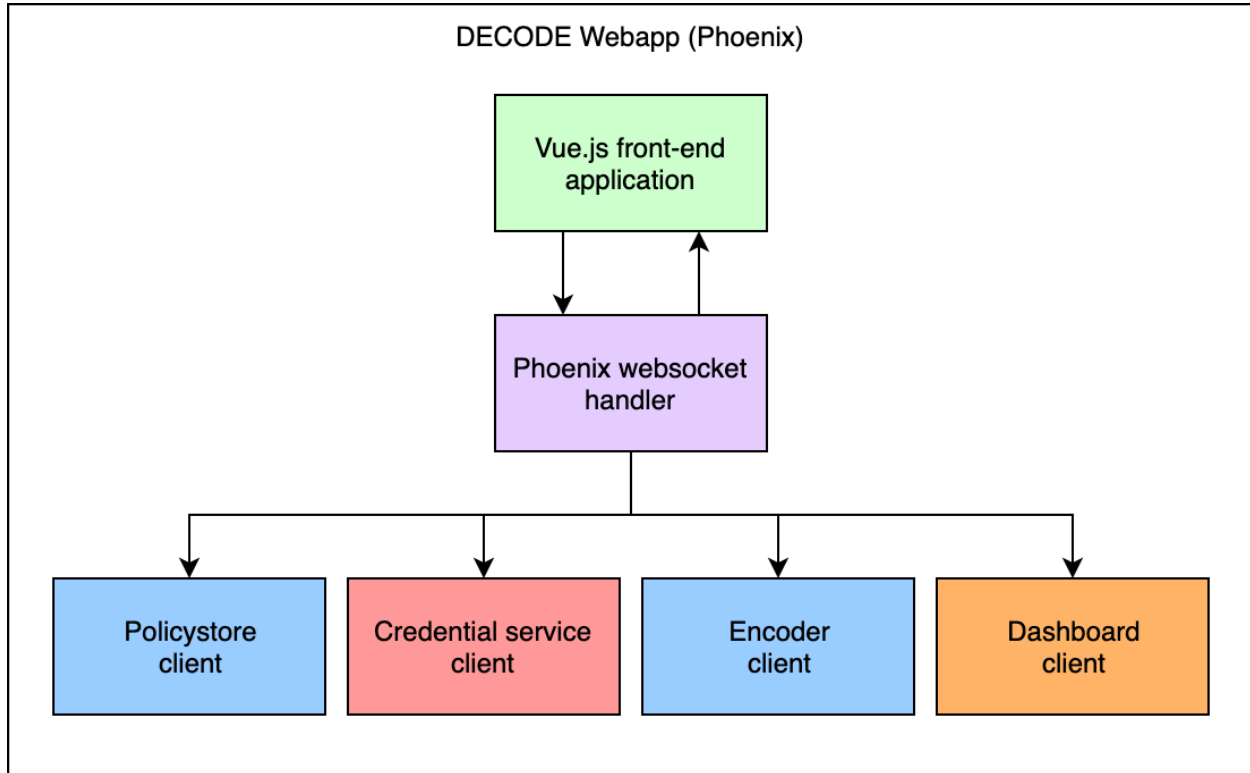 DECODE Webapp (Phoenix)
Vue.js front-end
application
Phoenix websocket
handler
Policystore
client
Credential service
client
Encoder
client
Dashboard
client